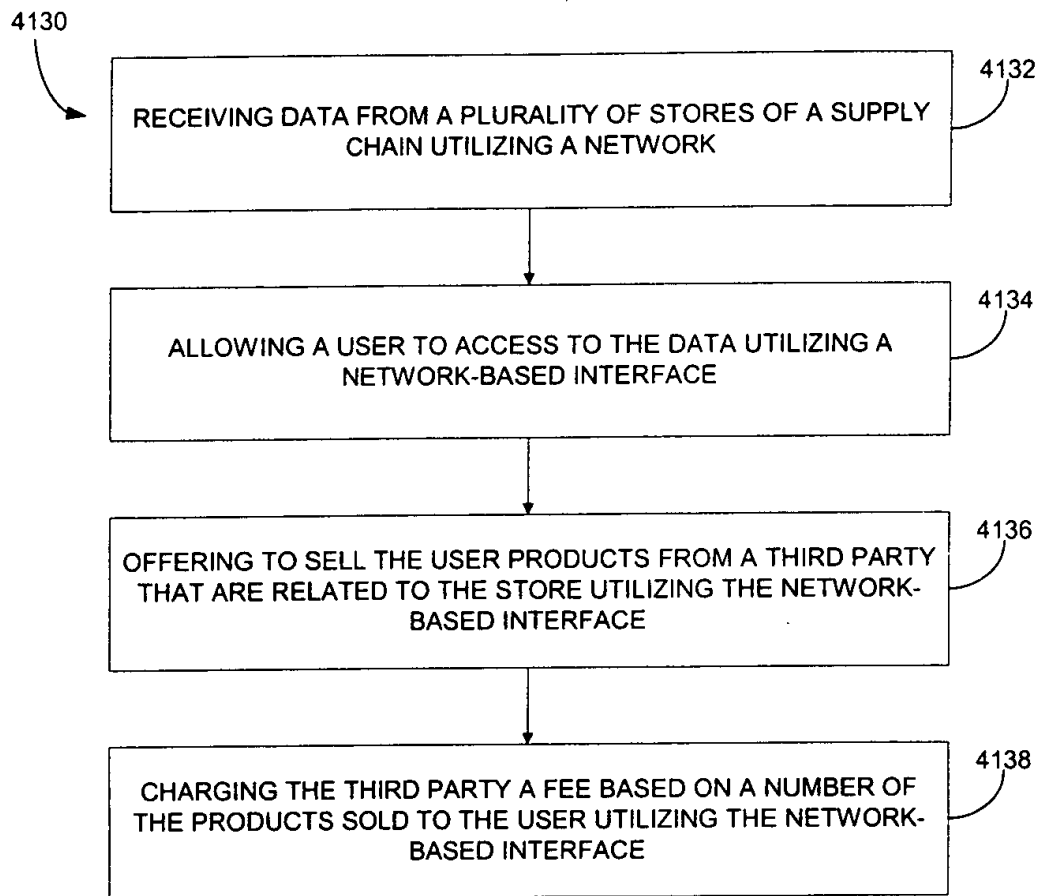 4130
4132
RECEIVING DATA FROM A PLURALITY OF STORES OF A SUPPLY
CHAIN UTILIZING A NETWORK
4134
ALLOWING A USER TO ACCESS TO THE DATA UTILIZING A
NETWORK-BASED INTERFACE
4136
OFFERING TO SELL THE USER PRODUCTS FROM A THIRD PARTY
THAT ARE RELATED TO THE STORE UTILIZING THE NETWORK-
BASED INTERFACE
4138
CHARGING THE THIRD PARTY A FEE BASED ON A NUMBER OF
THE PRODUCTS SOLD TO THE USER UTILIZING THE NETWORK-
BASED INTERFACE